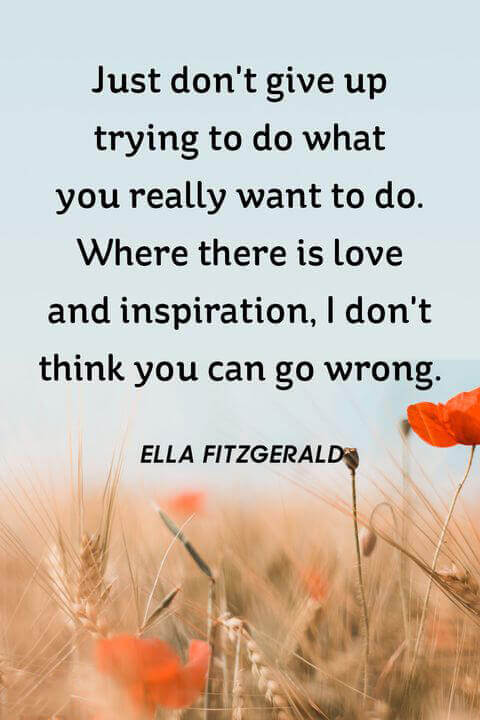 Just don't give up
trying to do what
you really want to do.
Where there is love
and inspiration, I don't
think you can go wrong.
ELLA FITZGERALD